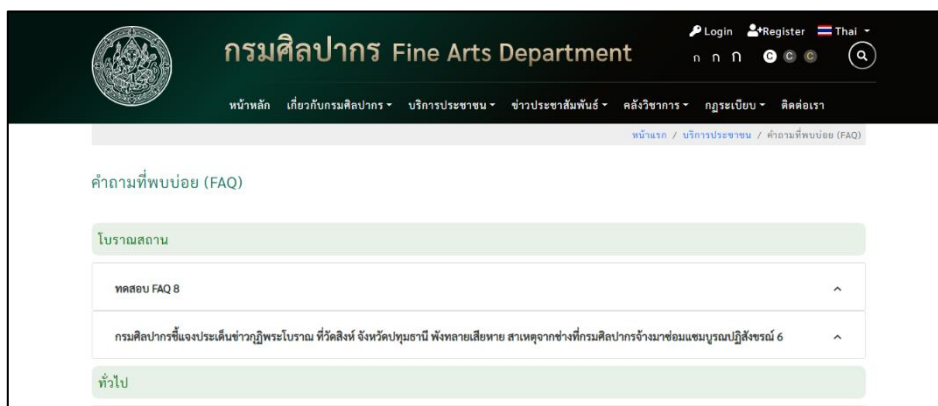 Login Register Thai
กรมศิลปากร Fine Arts Department
ก ก ก C C C
หน้าหลัก เกี่ยวกับกรมศิลปากร บริการประชาชน ข่าวประชาสัมพันธ์ คลังวิชาการ กฎระเบียบ ติดต่อเรา
หน้าแรก / บริการประชาชน / คำถามที่พบบ่อย (FAQ)
คำถามที่พบบ่อย (FAQ)
โบราณสถาน
ทดสอบ FAQ 8
กรมศิลปากรชี้แจงประเด็นข่าวกุฏิพระโบราณ ที่วัดสิงห์ จังหวัดปทุมธานี พังทลายเสียหาย สาเหตุจากช่างที่กรมศิลปากรจ้างมาซ่อมแซมบูรณปฏิสังขรณ์ 6
ทั่วไป